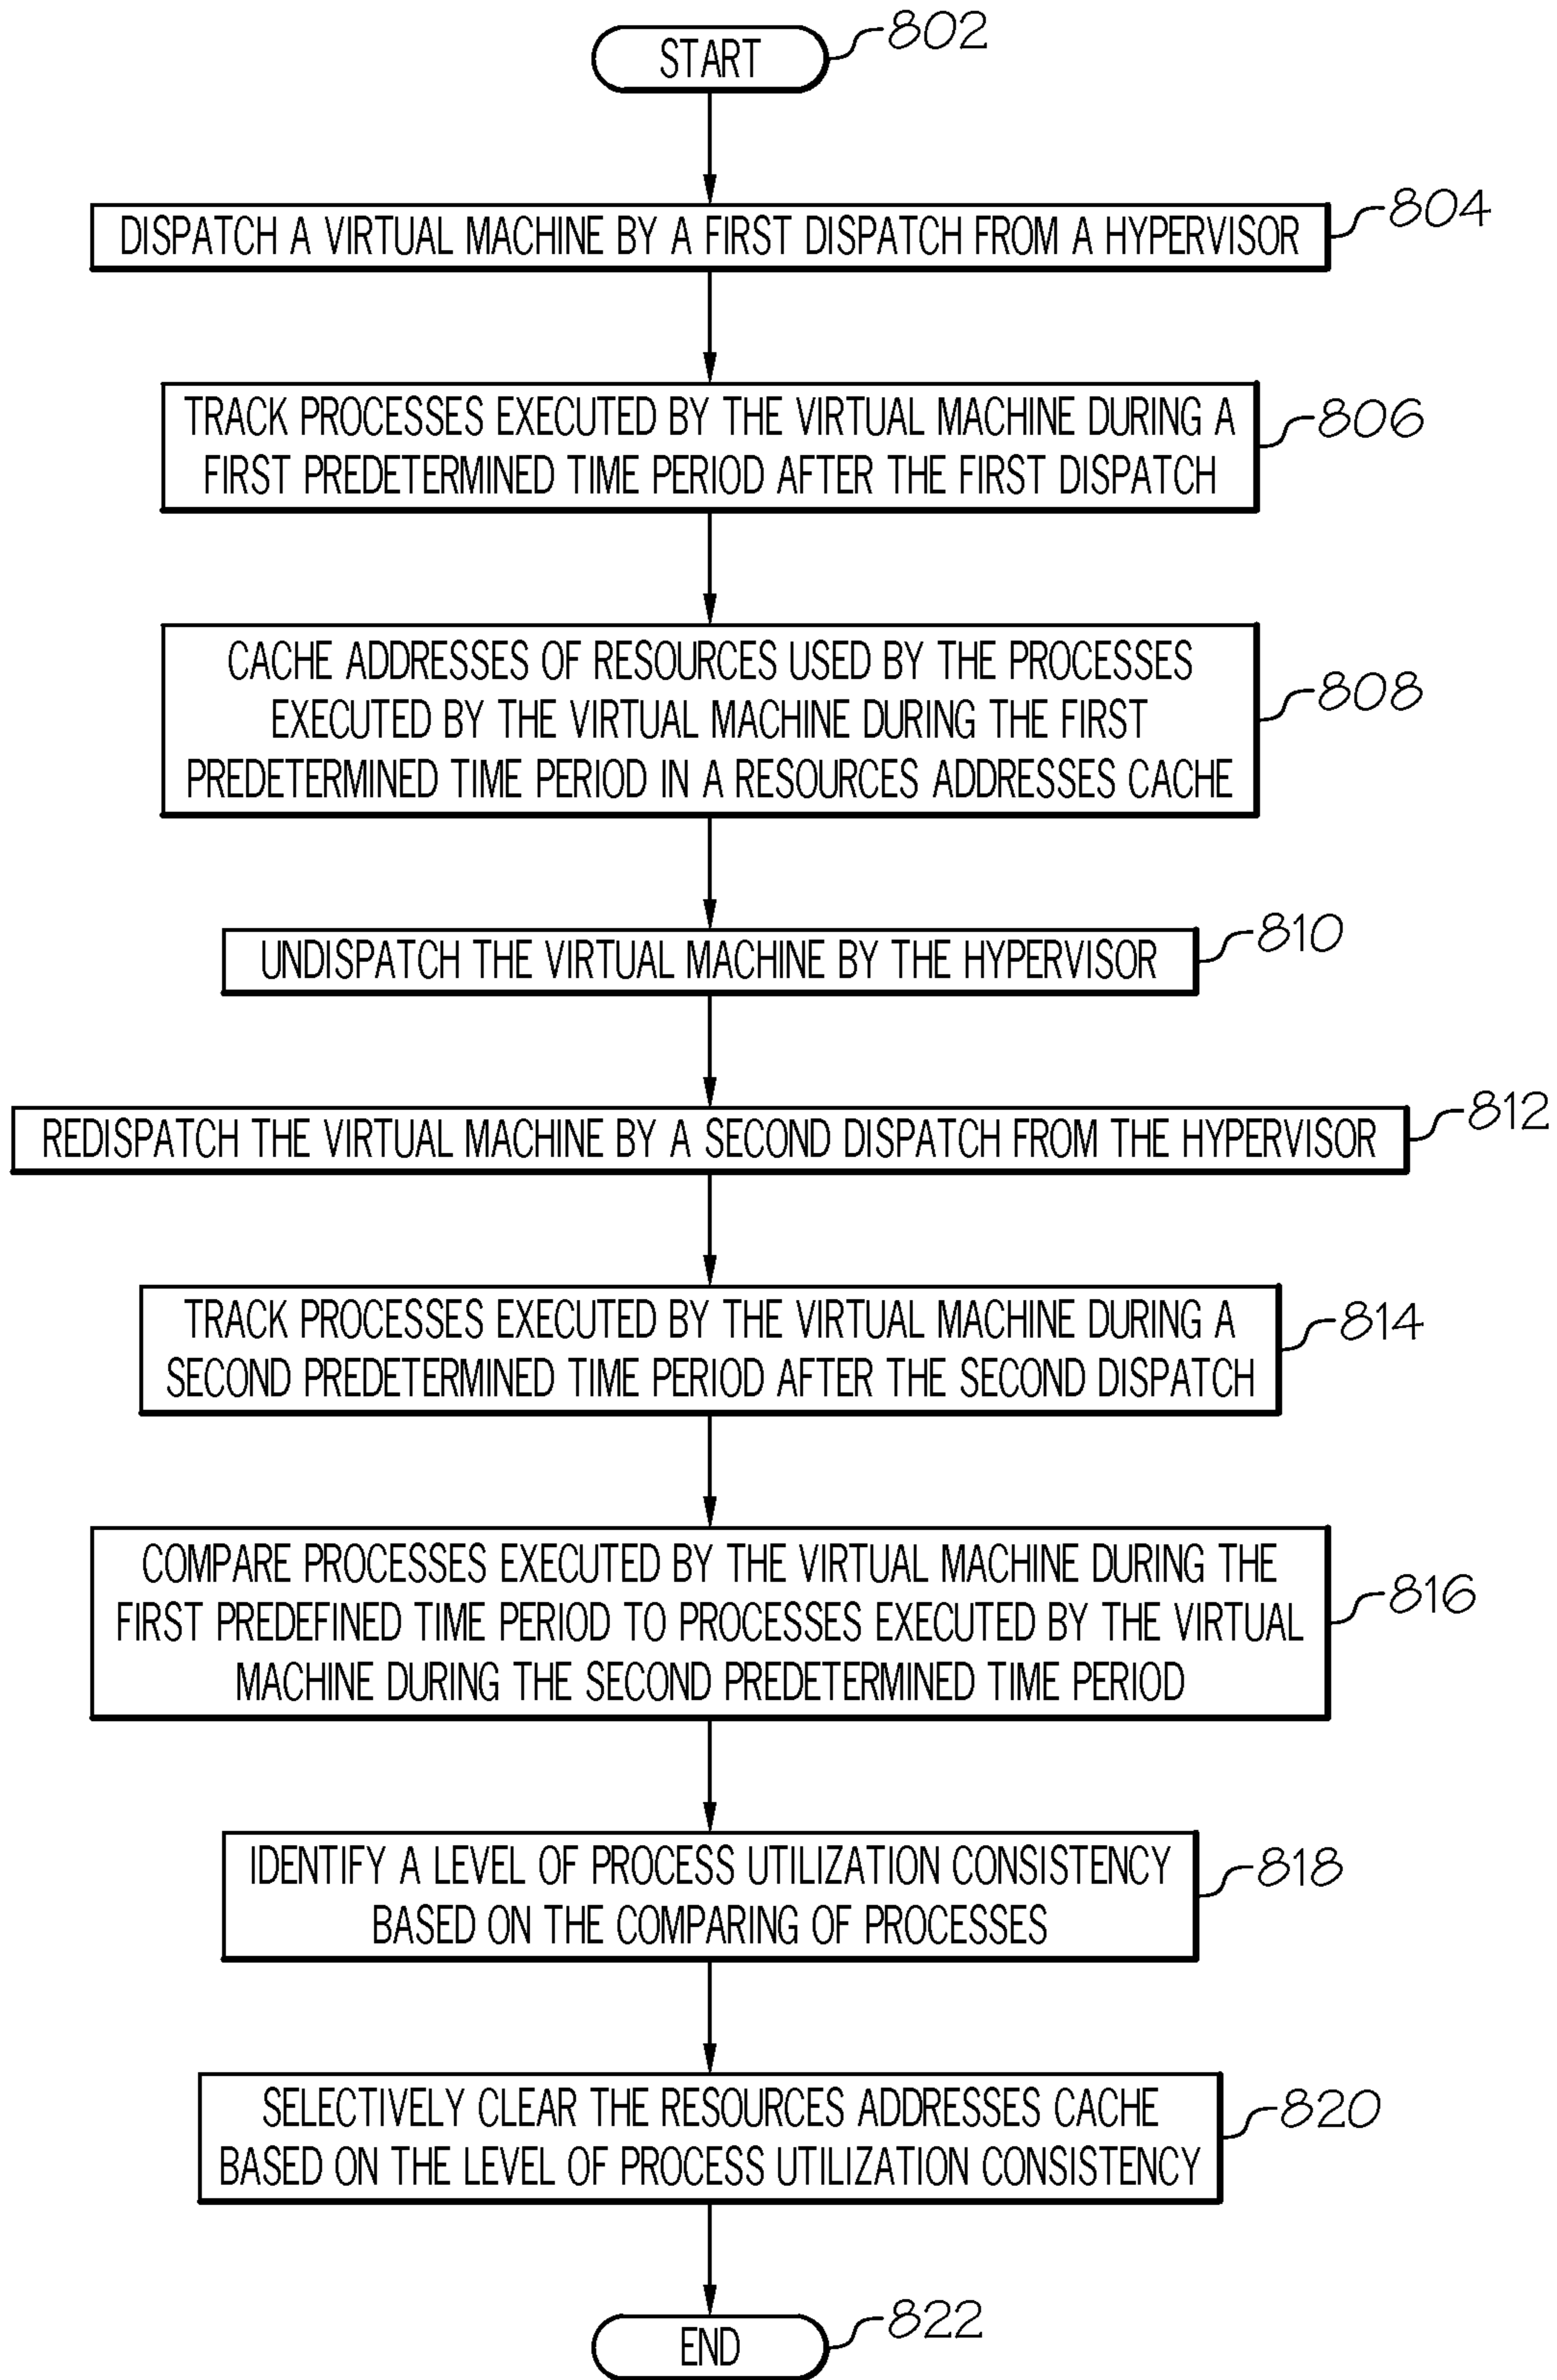 START
802
DISPATCH A VIRTUAL MACHINE BY A FIRST DISPATCH FROM A HYPERVISOR
804
TRACK PROCESSES EXECUTED BY THE VIRTUAL MACHINE DURING A
FIRST PREDETERMINED TIME PERIOD AFTER THE FIRST DISPATCH
806
CACHE ADDRESSES OF RESOURCES USED BY THE PROCESSES
EXECUTED BY THE VIRTUAL MACHINE DURING THE FIRST
PREDETERMINED TIME PERIOD IN A RESOURCES ADDRESSES CACHE
808
UNDISPATCH THE VIRTUAL MACHINE BY THE HYPERVISOR
810
REDISPATCH THE VIRTUAL MACHINE BY A SECOND DISPATCH FROM THE HYPERVISOR
812
TRACK PROCESSES EXECUTED BY THE VIRTUAL MACHINE DURING A
SECOND PREDETERMINED TIME PERIOD AFTER THE SECOND DISPATCH
814
COMPARE PROCESSES EXECUTED BY THE VIRTUAL MACHINE DURING THE
FIRST PREDEFINED TIME PERIOD TO PROCESSES EXECUTED BY THE VIRTUAL
MACHINE DURING THE SECOND PREDETERMINED TIME PERIOD
816
IDENTIFY A LEVEL OF PROCESS UTILIZATION CONSISTENCY
BASED ON THE COMPARING OF PROCESSES
818
SELECTIVELY CLEAR THE RESOURCES ADDRESSES CACHE
BASED ON THE LEVEL OF PROCESS UTILIZATION CONSISTENCY
820
END
822